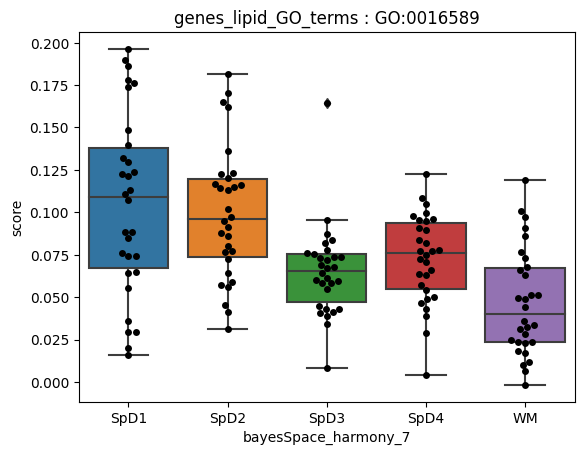 genes_lipid_GO_terms : GO:0016589
0.200
0.175
0.150
0.125
0.100
0.075
0.050
0.025
0.000
score
SpD1 SpD2 SpD3 SpD4 WM
bayesSpace_harmony_7